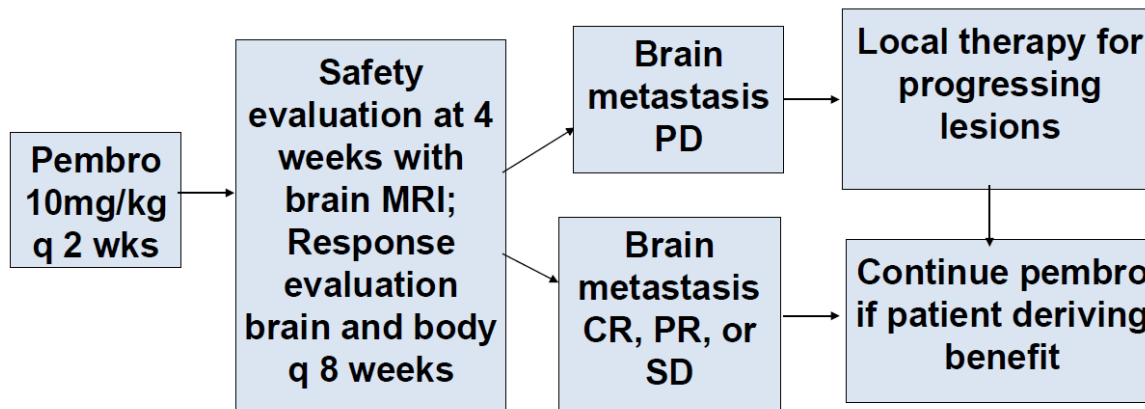 Pembro
10mg/kg
q 2 wks
Safety
evaluation at 4
weeks with
brain MRI;
Response
evaluation
brain and body
q 8 weeks
Brain
metastasis
PD
Local therapy for
progressing
lesions
Brain
metastasis
CR, PR, or
SD
Continue pembro
if patient deriving
benefit